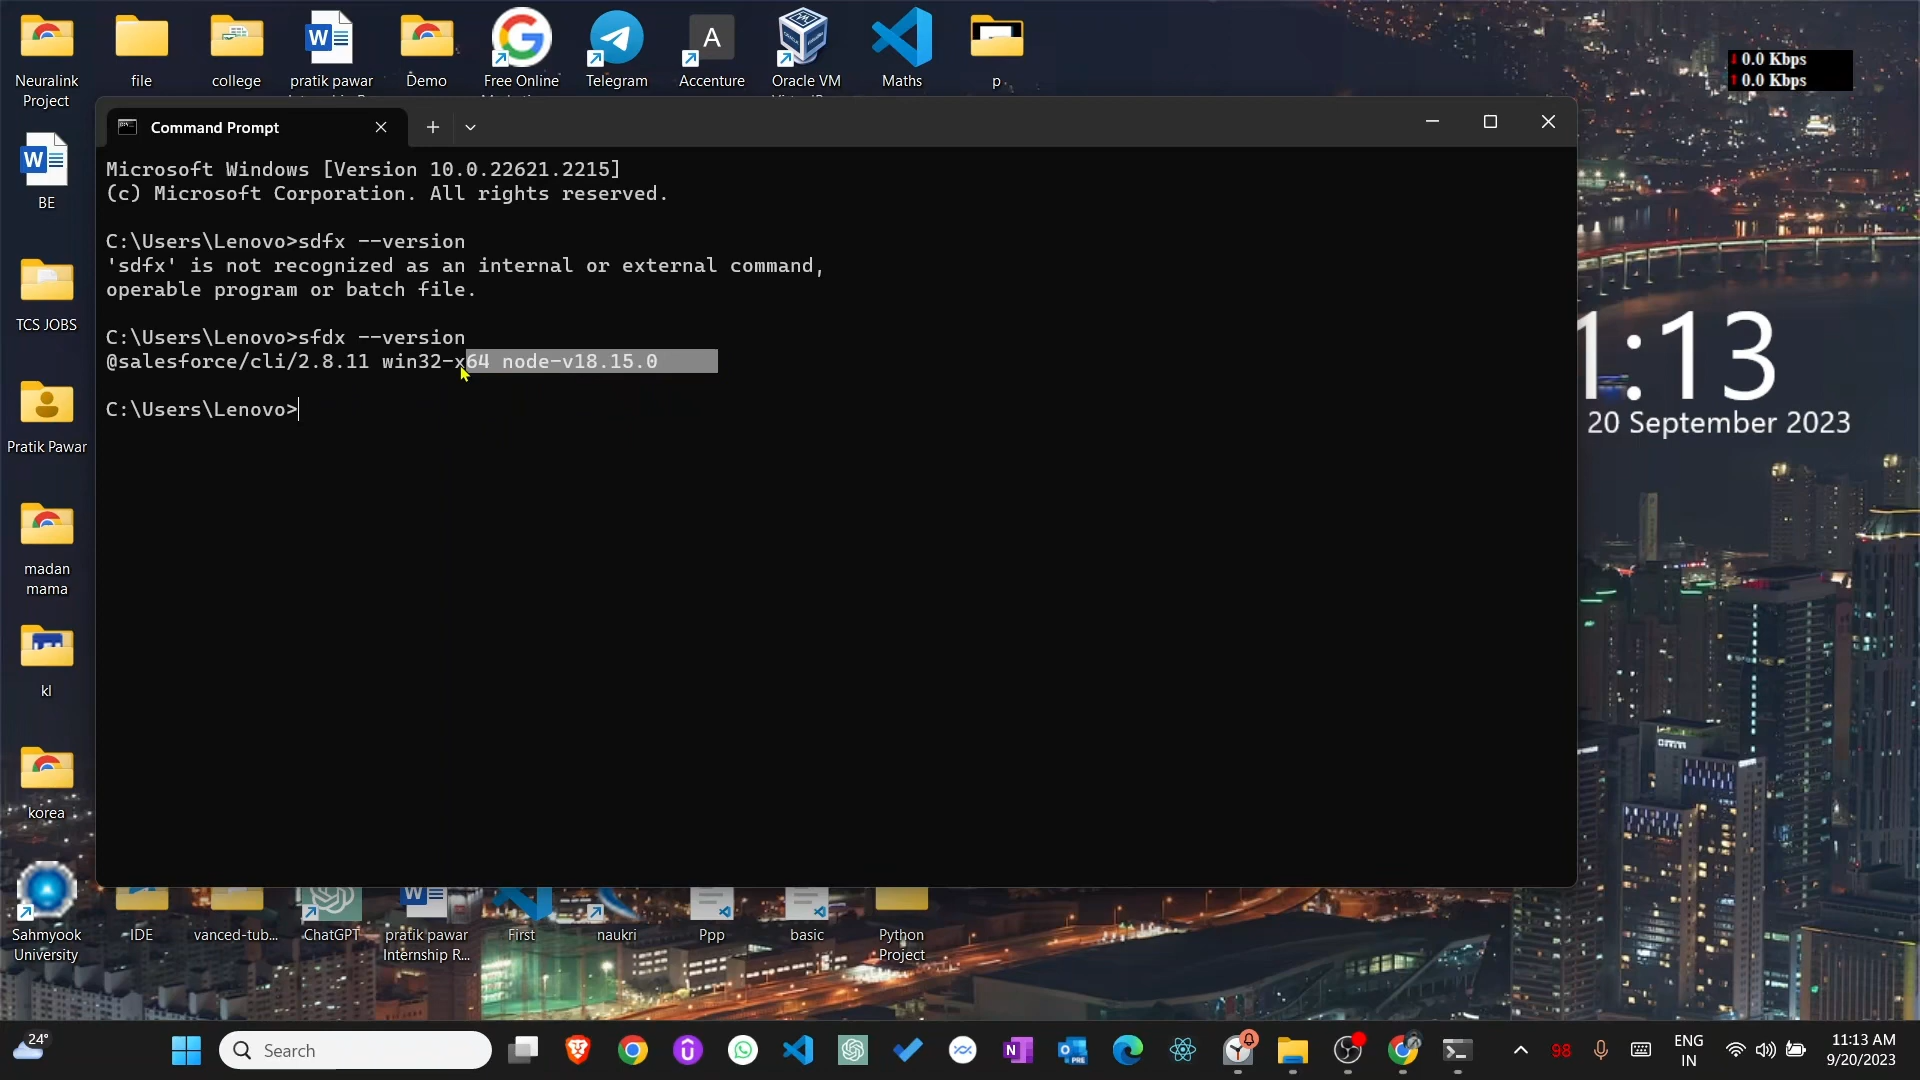 Neuralink
Project
file
college
pratik pawar
Demo
Free Online
Telegram
Accenture
Oracle VM
Maths
p
0.0 Kbps
0.0 Kbps
Command Prompt
Microsoft Windows [Version 10.0.22621.2215]
(c) Microsoft Corporation. All rights reserved.
C:\Users\Lenovo>sdfx --version
'sdfx' is not recognized as an internal or external command,
operable program or batch file.
C:\Users\Lenovo>sfdx --version
@salesforce/cli/2.8.11 win32-x64 node-v18.15.0
C:\Users\Lenovo>
BE
TCS JOBS
Pratik Pawar
madan
mama
kl
korea
1:13
20 September 2023
Sahmyook
University
IDE
vanced-tub...
ChatGPT
pratik pawar
Internship R...
First
naukri
Ppp
basic
Python
Project
24°
Search
98
ENG
IN
11:13 AM
9/20/2023